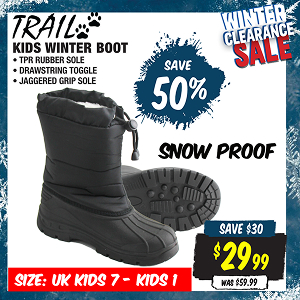 TRAIL
KIDS WINTER BOOT
• TPR RUBBER SOLE
• DRAWSTRING TOGGLE
• JAGGERED GRIP SOLE
WINTER
CLEARANCE
SALE
SAVE
50%
SNOW PROOF
SAVE $30
$29.99
WAS $59.99
SIZE: UK KIDS 7 - KIDS 1